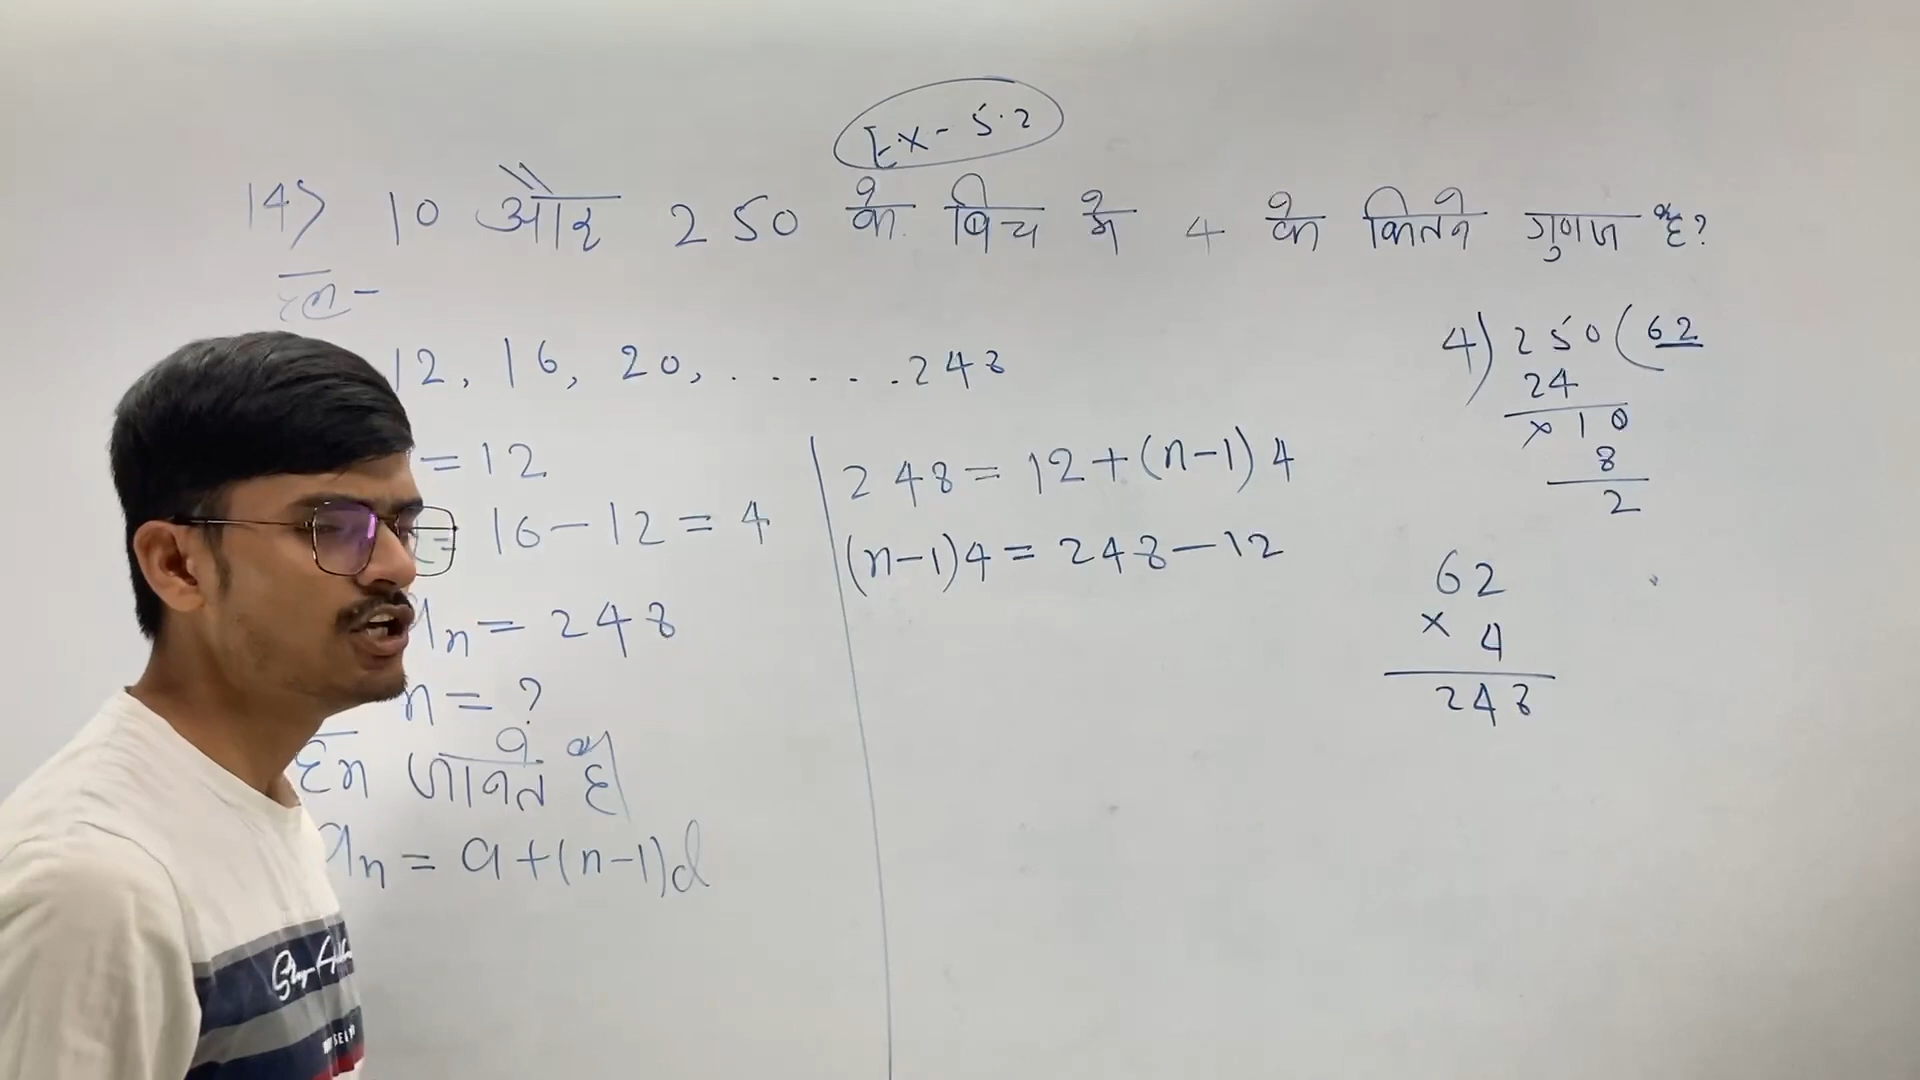 Ex - 5.2
14> 10 और 250 के बिच मे 4 के कितने गुणज है?
हल -
12, 16, 20, . . . . . . 248
= 12
= 16 - 12 = 4
an = 248
n = ?
हम जानते है
an = a + (n-1)d
248 = 12 + (n-1) 4
(n-1)4 = 248 - 12
4) 250 ( 62
24
× 1 0
8
2
62
× 4
248